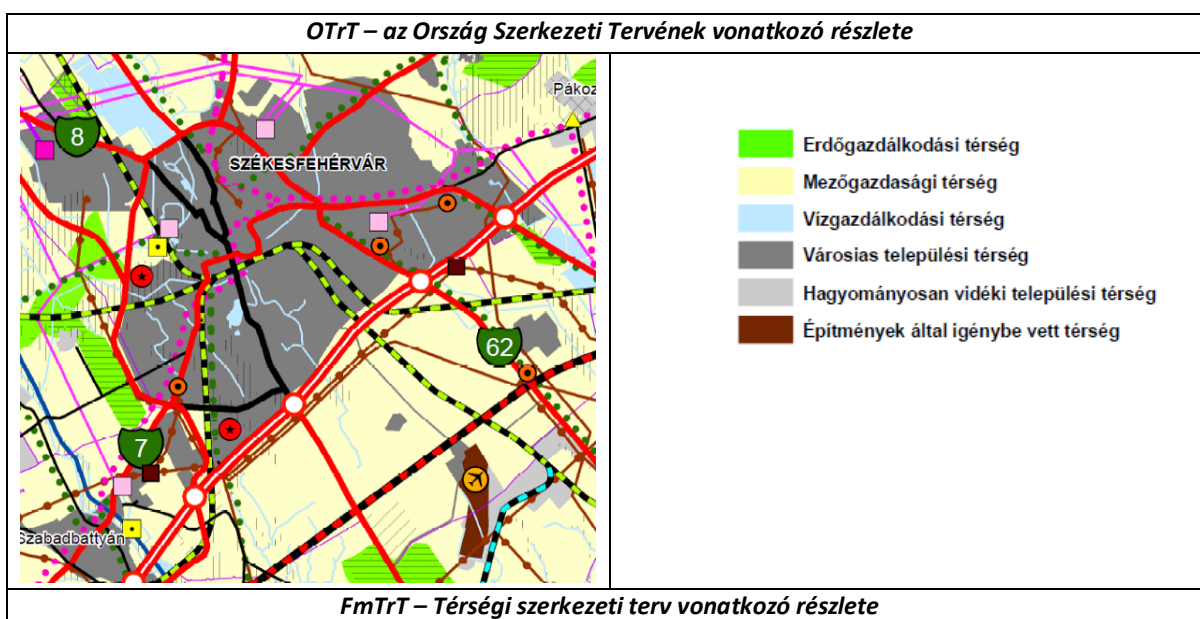 OTrT – az Ország Szerkezeti Tervének vonatkozó részlete
Pákoz
8
SZÉKESFEHÉRVÁR
62
7
Szabadbattyán
Erdőgazdálkodási térség
Mezőgazdasági térség
Vízgazdálkodási térség
Városias települési térség
Hagyományosan vidéki települési térség
Építmények által igénybe vett térség
FmTrT – Térségi szerkezeti terv vonatkozó részlete